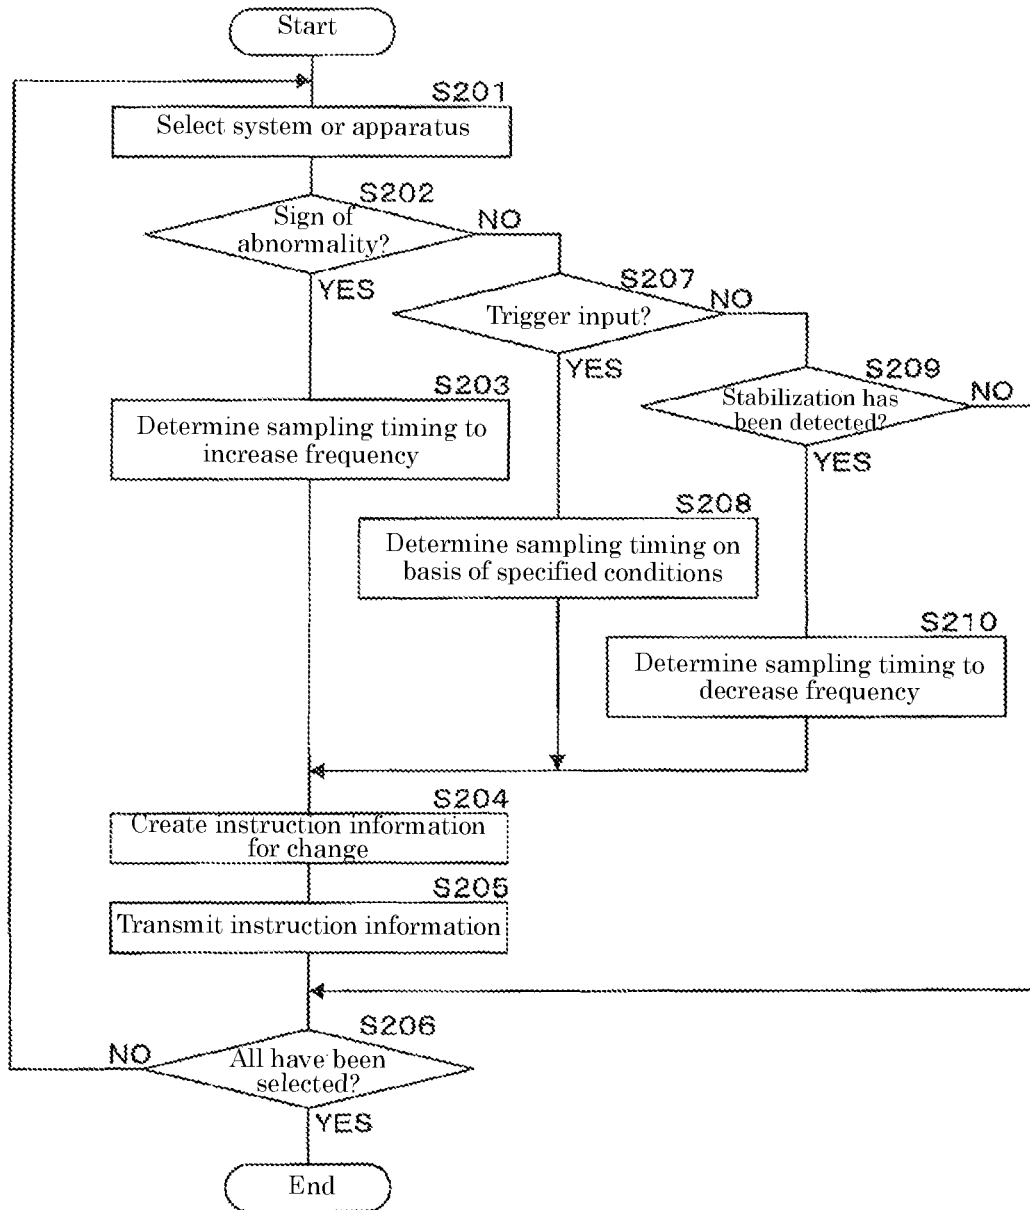 Start
S201
Select system or apparatus
S202
Sign of
abnormality?
NO
YES
S207
Trigger input?
NO
YES
S209
Stabilization has
been detected?
NO
YES
S203
Determine sampling timing to
increase frequency
S208
Determine sampling timing on
basis of specified conditions
S210
Determine sampling timing to
decrease frequency
S204
Create instruction information
for change
S205
Transmit instruction information
S206
All have been
selected?
NO
YES
End